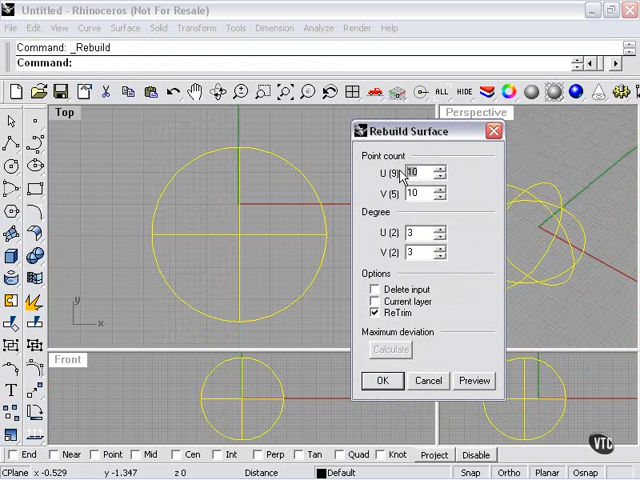 Untitled - Rhinoceros (Not For Resale)
File Edit View Curve Surface Solid Transform Tools Dimension Analyze Render Help
Command: _Rebuild
Command:
ALL HIDE
Top
Perspective
Rebuild Surface
Point count
U (9) 10
V (5) 10
Degree
U (2) 3
V (2) 3
Options
Delete input
Current layer
ReTrim
Maximum deviation
Calculate
OK Cancel Preview
y
x
Front
T
VTC
End Near Point Mid Cen Int Perp Tan Quad Knot Project Disable
CPlane x -0.529 y -1.347 z 0 Distance Default Snap Ortho Planar Osnap